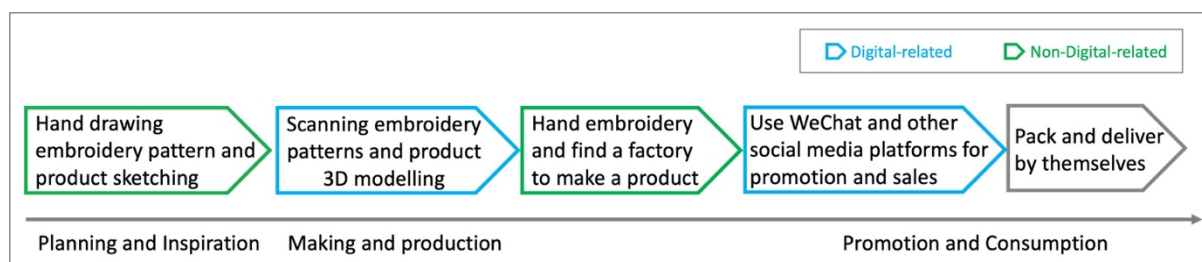 Digital-related
Non-Digital-related
Hand drawing
embroidery pattern and
product sketching
Scanning embroidery
patterns and product
3D modelling
Hand embroidery
and find a factory
to make a product
Use WeChat and other
social media platforms for
promotion and sales
Pack and deliver
by themselves
Planning and Inspiration
Making and production
Promotion and Consumption